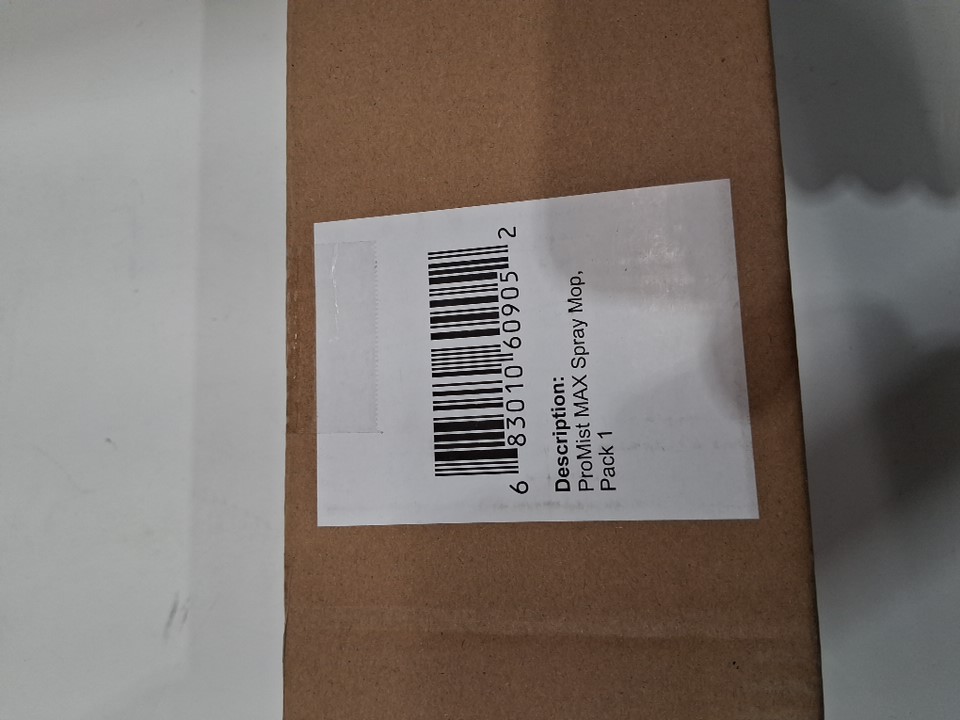 6 83010 60905 2
Description:
ProMist MAX Spray Mop,
Pack 1